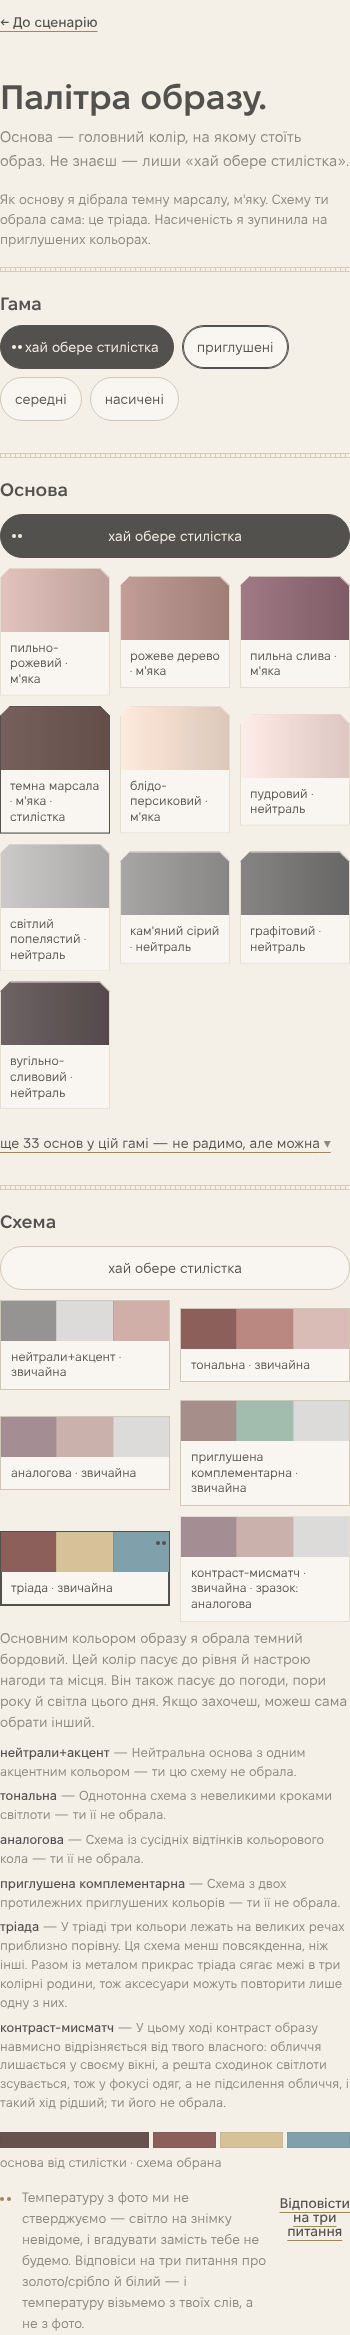 ← До сценарію
Палітра образу.
Основа — головний колір, на якому стоїть
образ. Не знаєш — лиши «хай обере стилістка».
Як основу я дібрала темну марсалу, м'яку. Схему ти
обрала сама: це тріада. Насиченість я зупинила на
приглушених кольорах.
Гама
хай обере стилістка
приглушені
середні
насичені
Основа
хай обере стилістка
пильно-
рожевий ·
м'яка
рожеве дерево
· м'яка
пильна слива ·
м'яка
темна марсала
· м'яка ·
стилістка
блідо-
персиковий ·
м'яка
пудровий ·
нейтраль
світлий
попелястий ·
нейтраль
кам'яний сірий
· нейтраль
графітовий ·
нейтраль
вугільно-
сливовий ·
нейтраль
ще 33 основ у цій гамі — не радимо, але можна ▾
Схема
хай обере стилістка
нейтрали+акцент ·
звичайна
тональна · звичайна
аналогова · звичайна
приглушена
комплементарна ·
звичайна
тріада · звичайна
контраст-мисматч ·
звичайна · зразок:
аналогова
Основним кольором образу я обрала темний
бордовий. Цей колір пасує до рівня й настрою
нагоди та місця. Він також пасує до погоди, пори
року й світла цього дня. Якщо захочеш, можеш сама
обрати інший.
нейтрали+акцент — Нейтральна основа з одним
акцентним кольором — ти цю схему не обрала.
тональна — Однотонна схема з невеликими кроками
світлоти — ти її не обрала.
аналогова — Схема із сусідніх відтінків кольорового
кола — ти її не обрала.
приглушена комплементарна — Схема з двох
протилежних приглушених кольорів — ти її не обрала.
тріада — У тріаді три кольори лежать на великих речах
приблизно порівну. Ця схема менш повсякденна, ніж
інші. Разом із металом прикрас тріада сягає межі в три
колірні родини, тож аксесуари можуть повторити лише
одну з них.
контраст-мисматч — У цьому ході контраст образу
навмисно відрізняється від твого власного: обличчя
лишається у своєму вікні, а решта сходинок світлоти
зсувається, тож у фокусі одяг, а не підсилення обличчя, і
такий хід рідший; ти його не обрала.
основа від стилістки · схема обрана
Температуру з фото ми не
стверджуємо — світло на знімку
невідоме, і вгадувати замість тебе не
будемо. Відповіси на три питання про
золото/срібло й білий — і
температуру візьмемо з твоїх слів, а
не з фото.
Відповісти
на три
питання